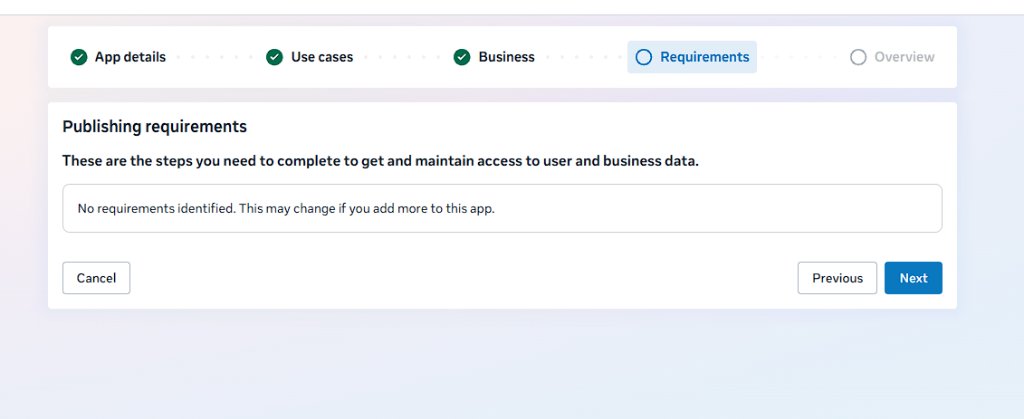 App details
Use cases
Business
Requirements
Overview
Publishing requirements
These are the steps you need to complete to get and maintain access to user and business data.
No requirements identified. This may change if you add more to this app.
Cancel
Previous
Next